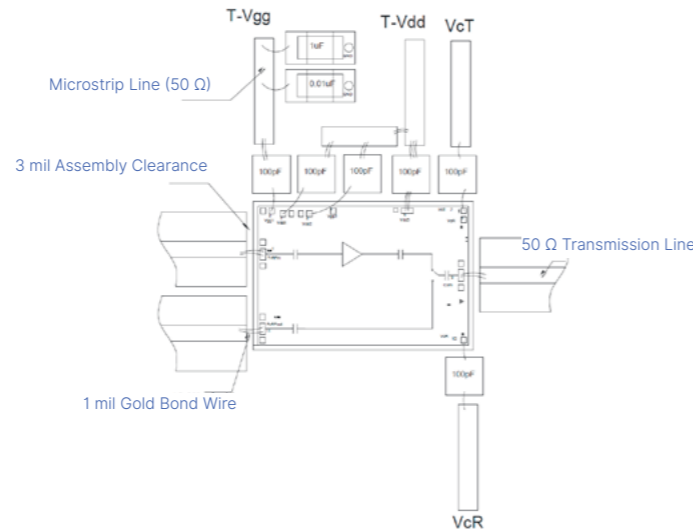 T-Vgg
T-Vdd
VcT
1uF
Microstrip Line (50 Ω)
0.01uF
3 mil Assembly Clearance
100pF
100pF
100pF
100pF
100pF
50 Ω Transmission Line
1 mil Gold Bond Wire
100pF
VcR